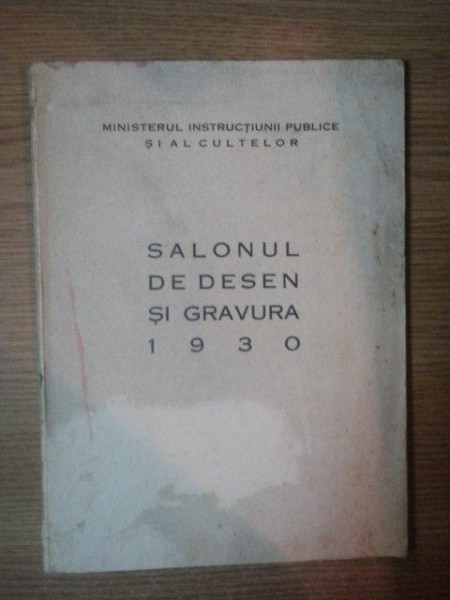 MINISTERUL INSTRUCȚIUNII PUBLICE
ȘI AL CULTELOR
SALONUL
DE DESEN
ȘI GRAVURA
1930